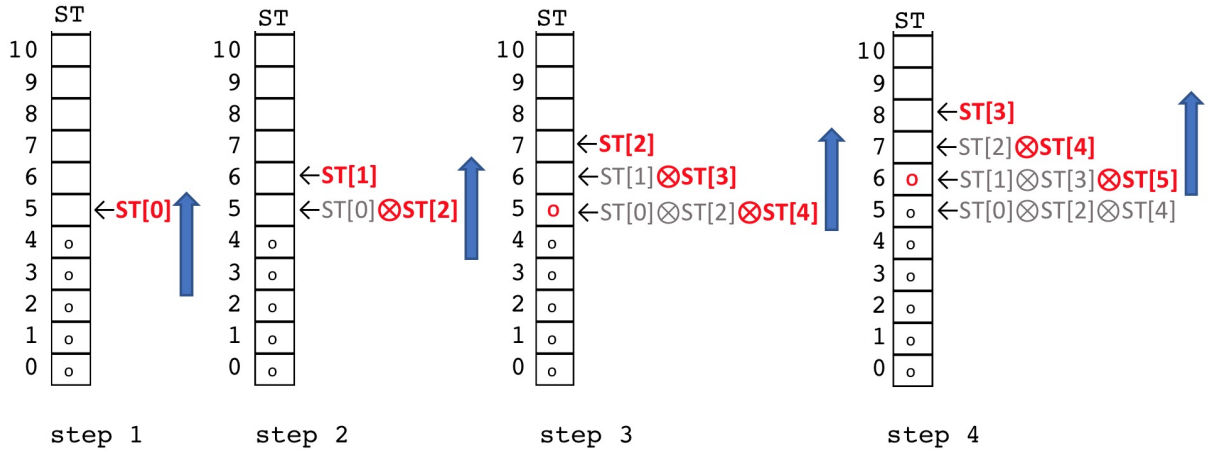 ST ST ST ST
10 10 10 10
9 9 9 9
8 8 8 8 ←ST[3]
7 7 7 ←ST[2] 7 ←ST[2]⊗ST[4]
6 6 ←ST[1] 6 ←ST[1]⊗ST[3] 6 o ←ST[1]⊗ST[3]⊗ST[5]
5 ←ST[0] 5 ←ST[0]⊗ST[2] 5 o ←ST[0]⊗ST[2]⊗ST[4] 5 o ←ST[0]⊗ST[2]⊗ST[4]
4 o 4 o 4 o 4 o
3 o 3 o 3 o 3 o
2 o 2 o 2 o 2 o
1 o 1 o 1 o 1 o
0 o 0 o 0 o 0 o
step 1 step 2 step 3 step 4